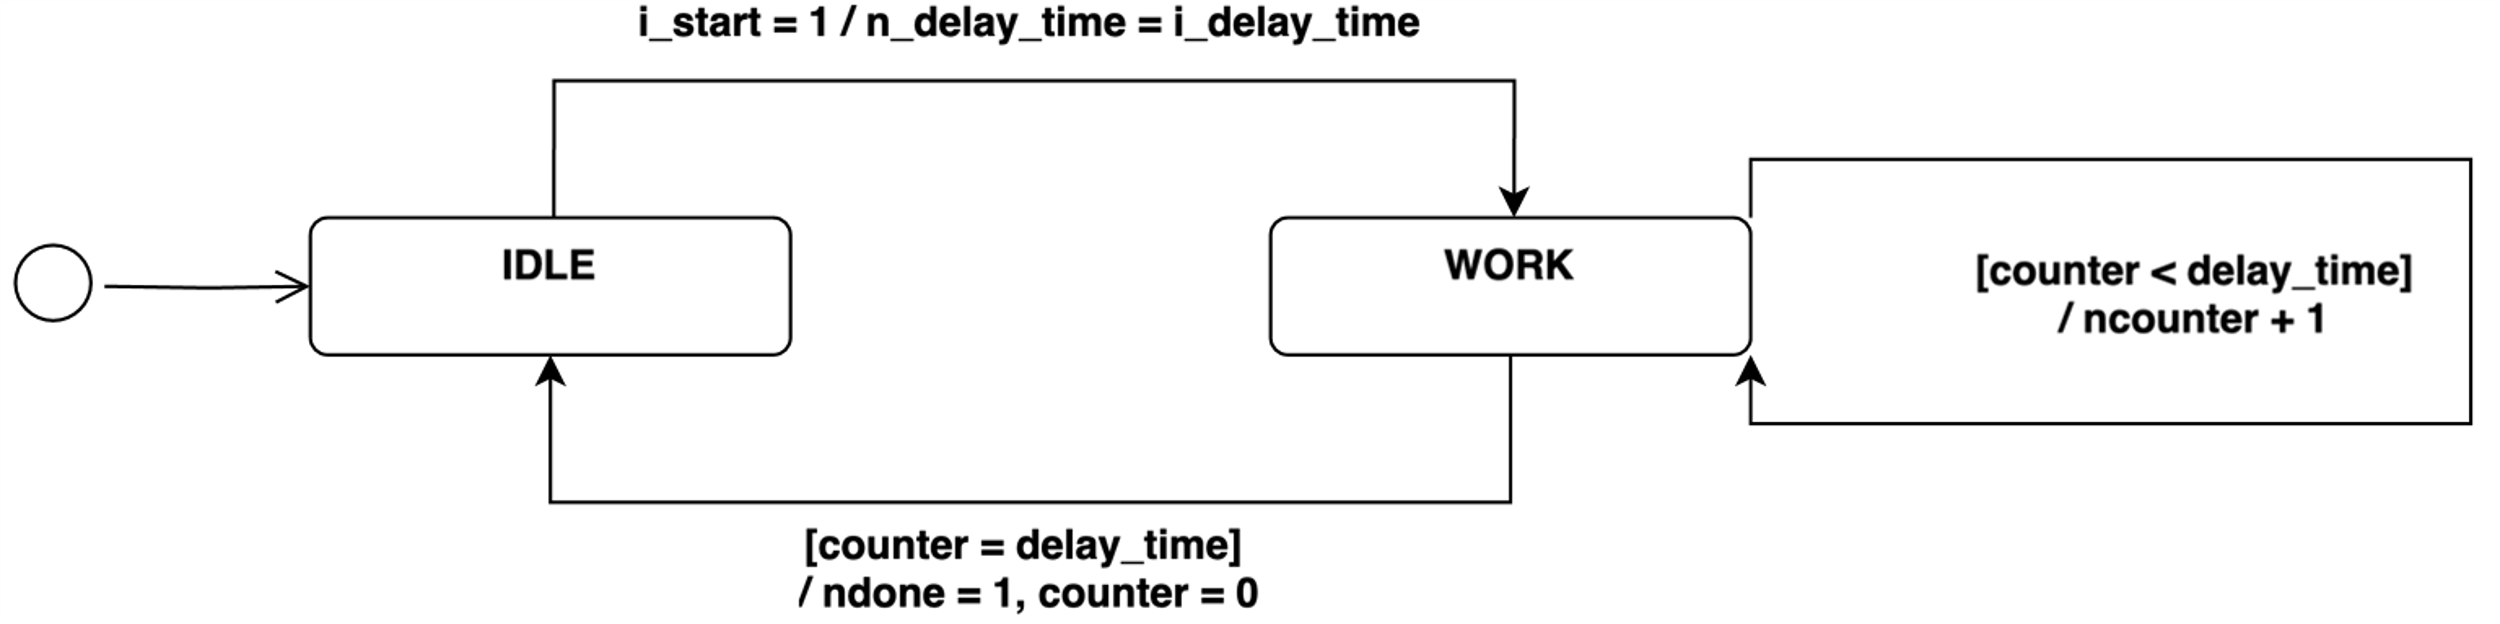 i_start = 1 / n_delay_time = i_delay_time
IDLE
WORK
[counter < delay_time]
/ ncounter + 1
[counter = delay_time]
/ ndone = 1, counter = 0